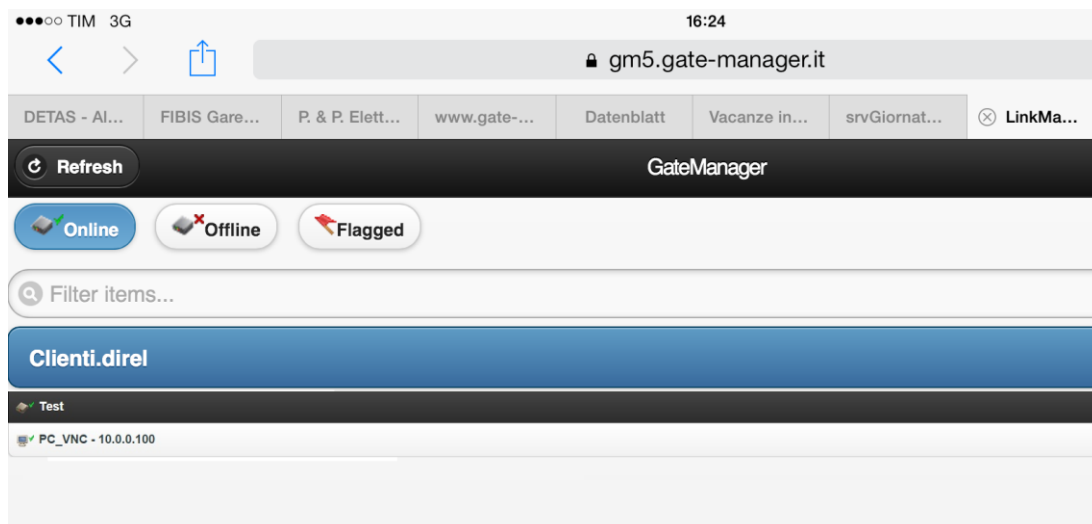 TIM 3G 16:24
gm5.gate-manager.it
DETAS - Al... FIBIS Gare... P. & P. Elett... www.gate-... Datenblatt Vacanze in... srvGiornat... LinkMa...
Refresh GateManager
Online Offline Flagged
Filter items...
Clienti.direl
Test
PC_VNC - 10.0.0.100